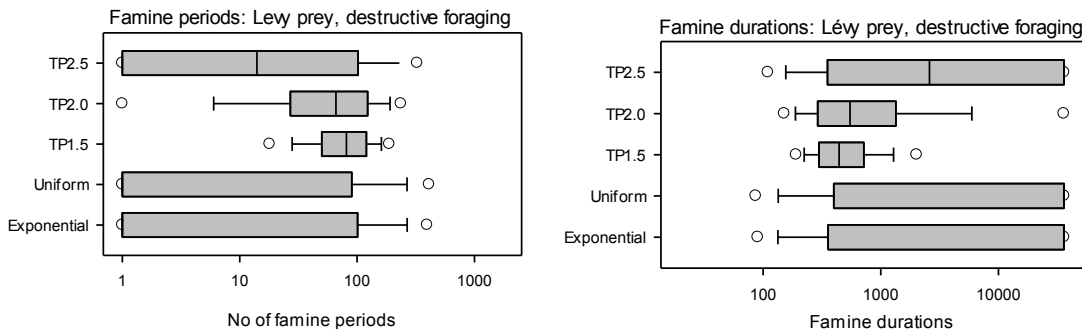 Famine periods: Levy prey, destructive foraging
TP2.5
TP2.0
TP1.5
Uniform
Exponential
1 10 100 1000
No of famine periods
Famine durations: Lévy prey, destructive foraging
TP2.5
TP2.0
TP1.5
Uniform
Exponential
100 1000 10000
Famine durations